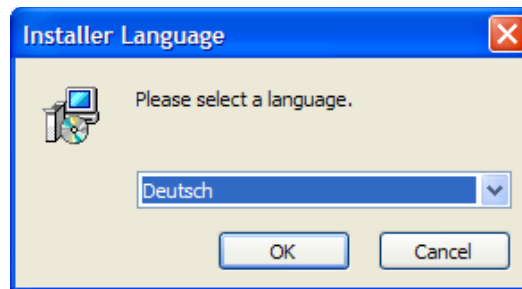 Installer Language
Please select a language.
Deutsch
OK
Cancel